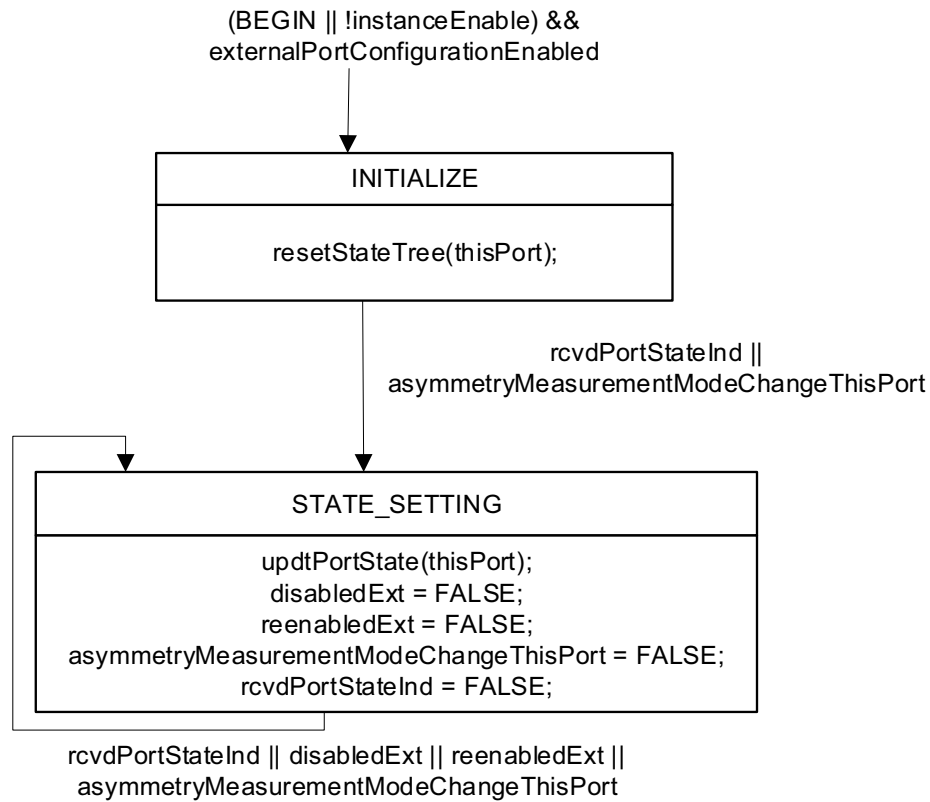 (BEGIN || !instanceEnable) &&
externalPortConfigurationEnabled
INITIALIZE
resetStateTree(thisPort);
rcvdPortStateInd ||
asymmetryMeasurementModeChangeThisPort
STATE_SETTING
updtPortState(thisPort);
disabledExt = FALSE;
reenabledExt = FALSE;
asymmetryMeasurementModeChangeThisPort = FALSE;
rcvdPortStateInd = FALSE;
rcvdPortStateInd || disabledExt || reenabledExt ||
asymmetryMeasurementModeChangeThisPort